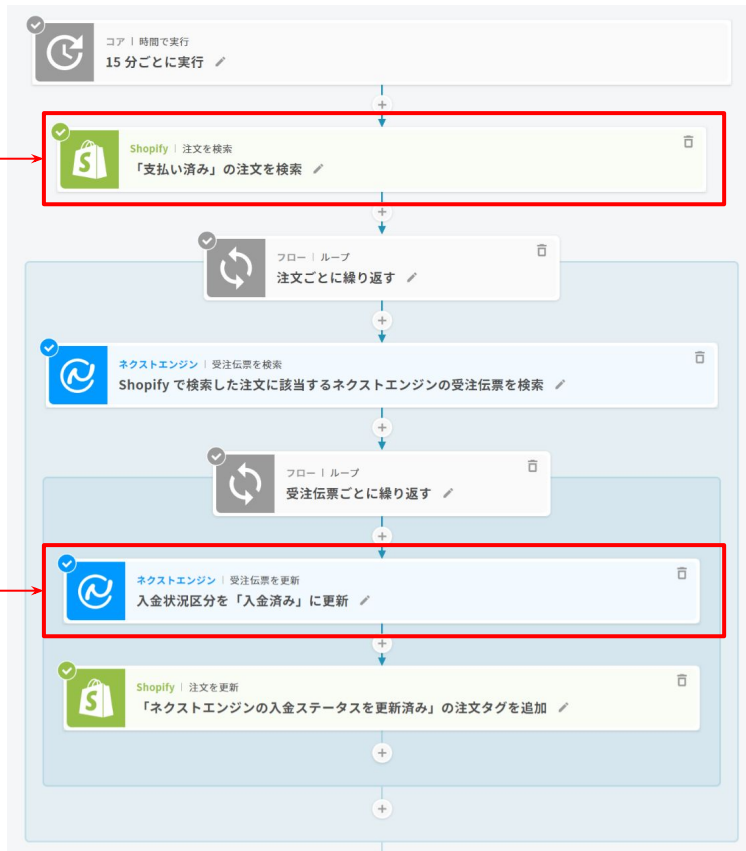 コア | 時間で実行
15 分ごとに実行
Shopify | 注文を検索
「支払い済み」の注文を検索
フロー | ループ
注文ごとに繰り返す
ネクストエンジン | 受注伝票を検索
Shopify で検索した注文に該当するネクストエンジンの受注伝票を検索
フロー | ループ
受注伝票ごとに繰り返す
ネクストエンジン | 受注伝票を更新
入金状況区分を「入金済み」に更新
Shopify | 注文を更新
「ネクストエンジンの入金ステータスを更新済み」の注文タグを追加